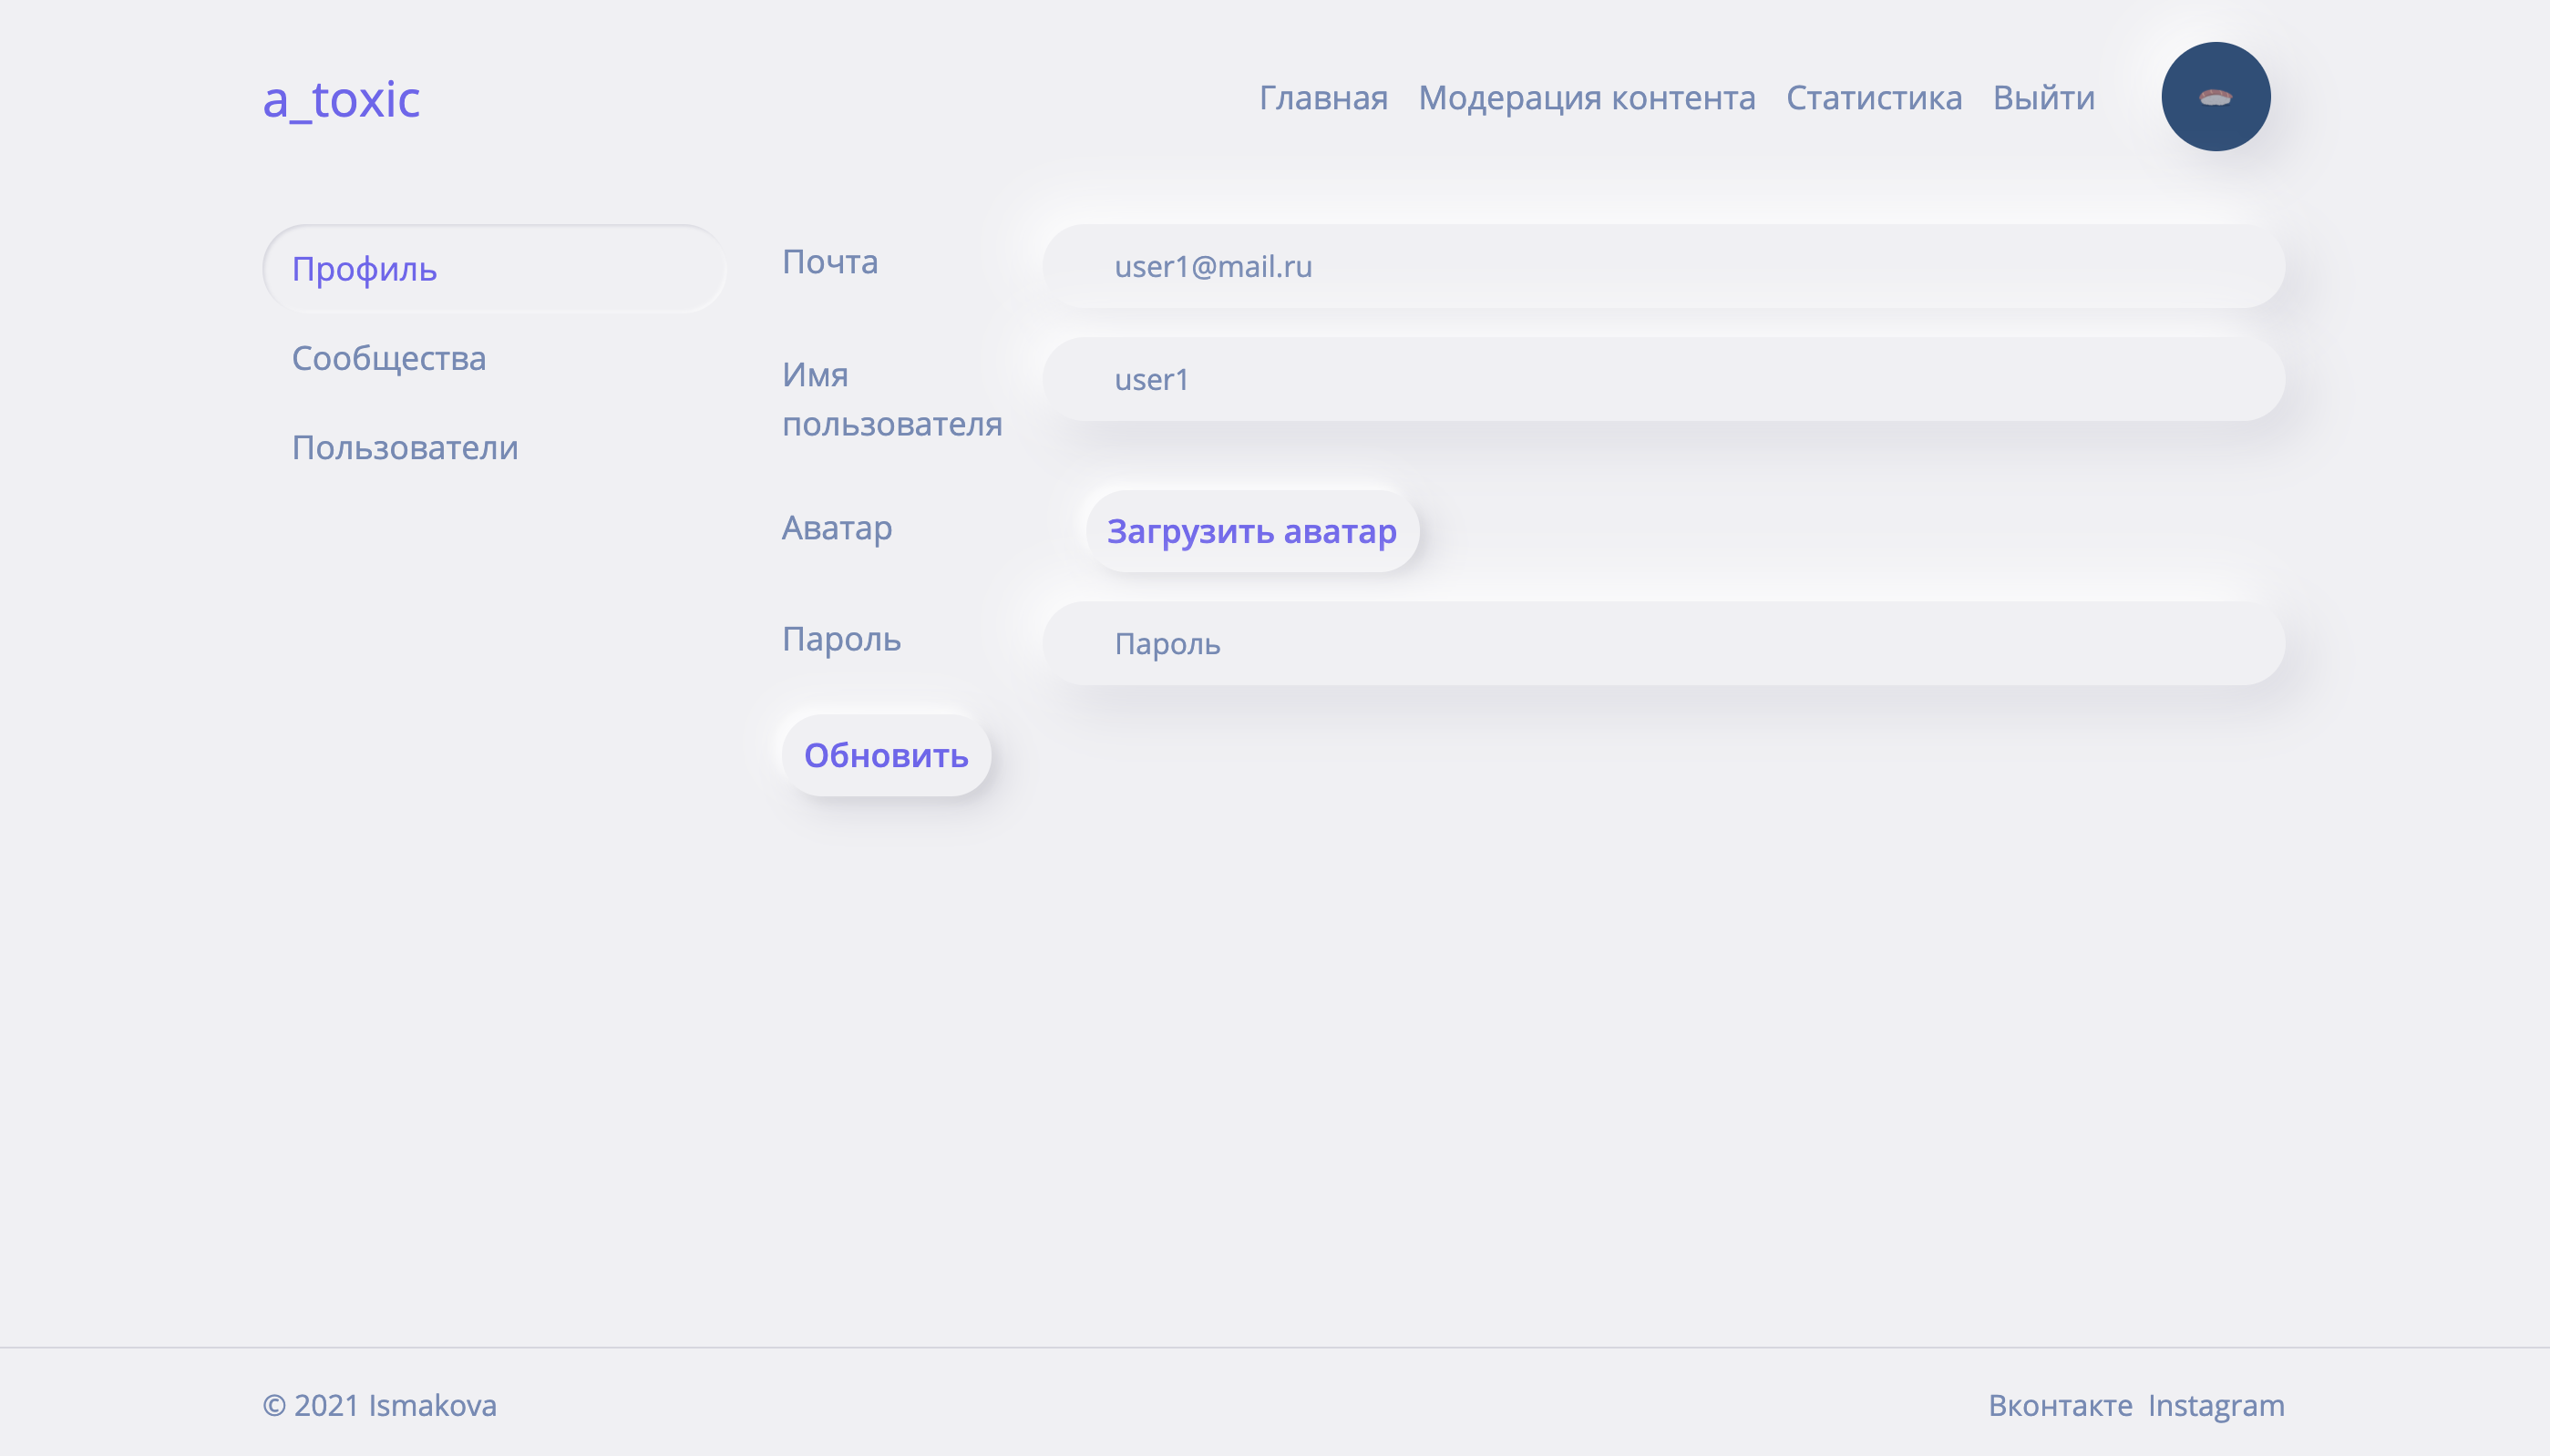 a_toxic
Главная Модерация контента Статистика Выйти
Профиль
Сообщества
Пользователи
Почта
user1@mail.ru
Имя
пользователя
user1
Аватар
Загрузить аватар
Пароль
Пароль
Обновить
© 2021 Ismakova
Вконтакте Instagram